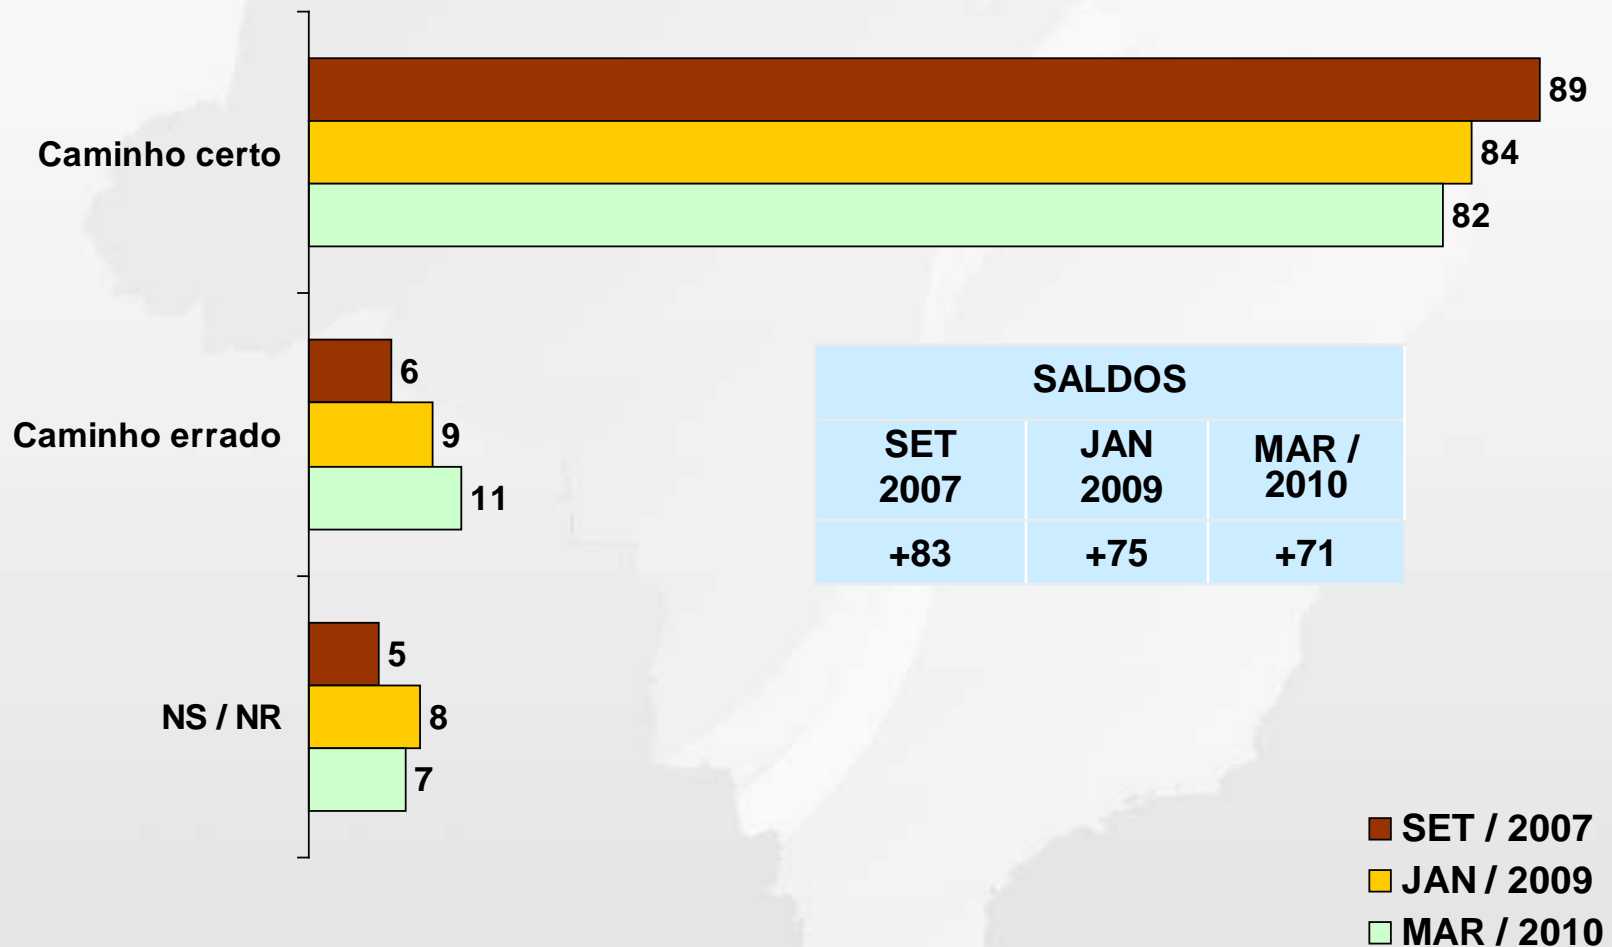 89
Caminho certo
84
82
6
Caminho errado
9
11
5
NS / NR
8
7
SALDOS
SET
2007
JAN
2009
MAR /
2010
+83
+75
+71
SET / 2007
JAN / 2009
MAR / 2010